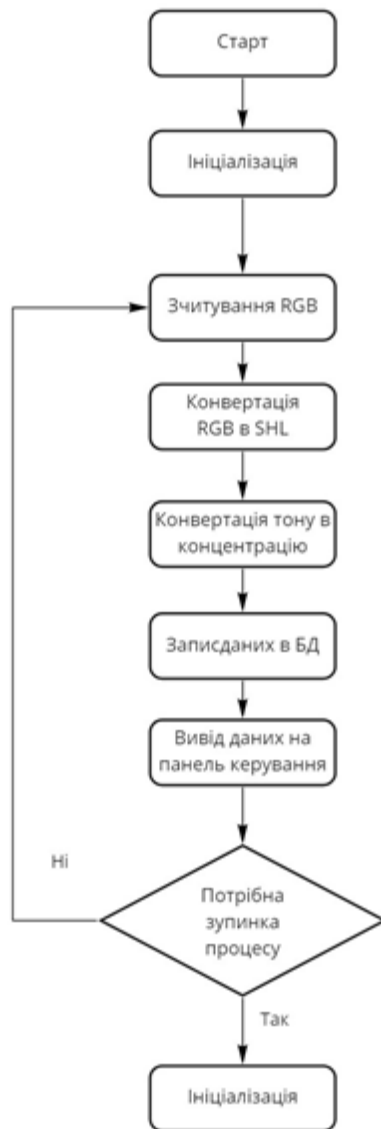 Старт
Ініціалізація
Зчитування RGB
Конвертація
RGB в SHL
Конвертація тону в
концентрацію
Записданих в БД
Вивід даних на
панель керування
Ні
Потрібна
зупинка
процесу
Так
Ініціалізація